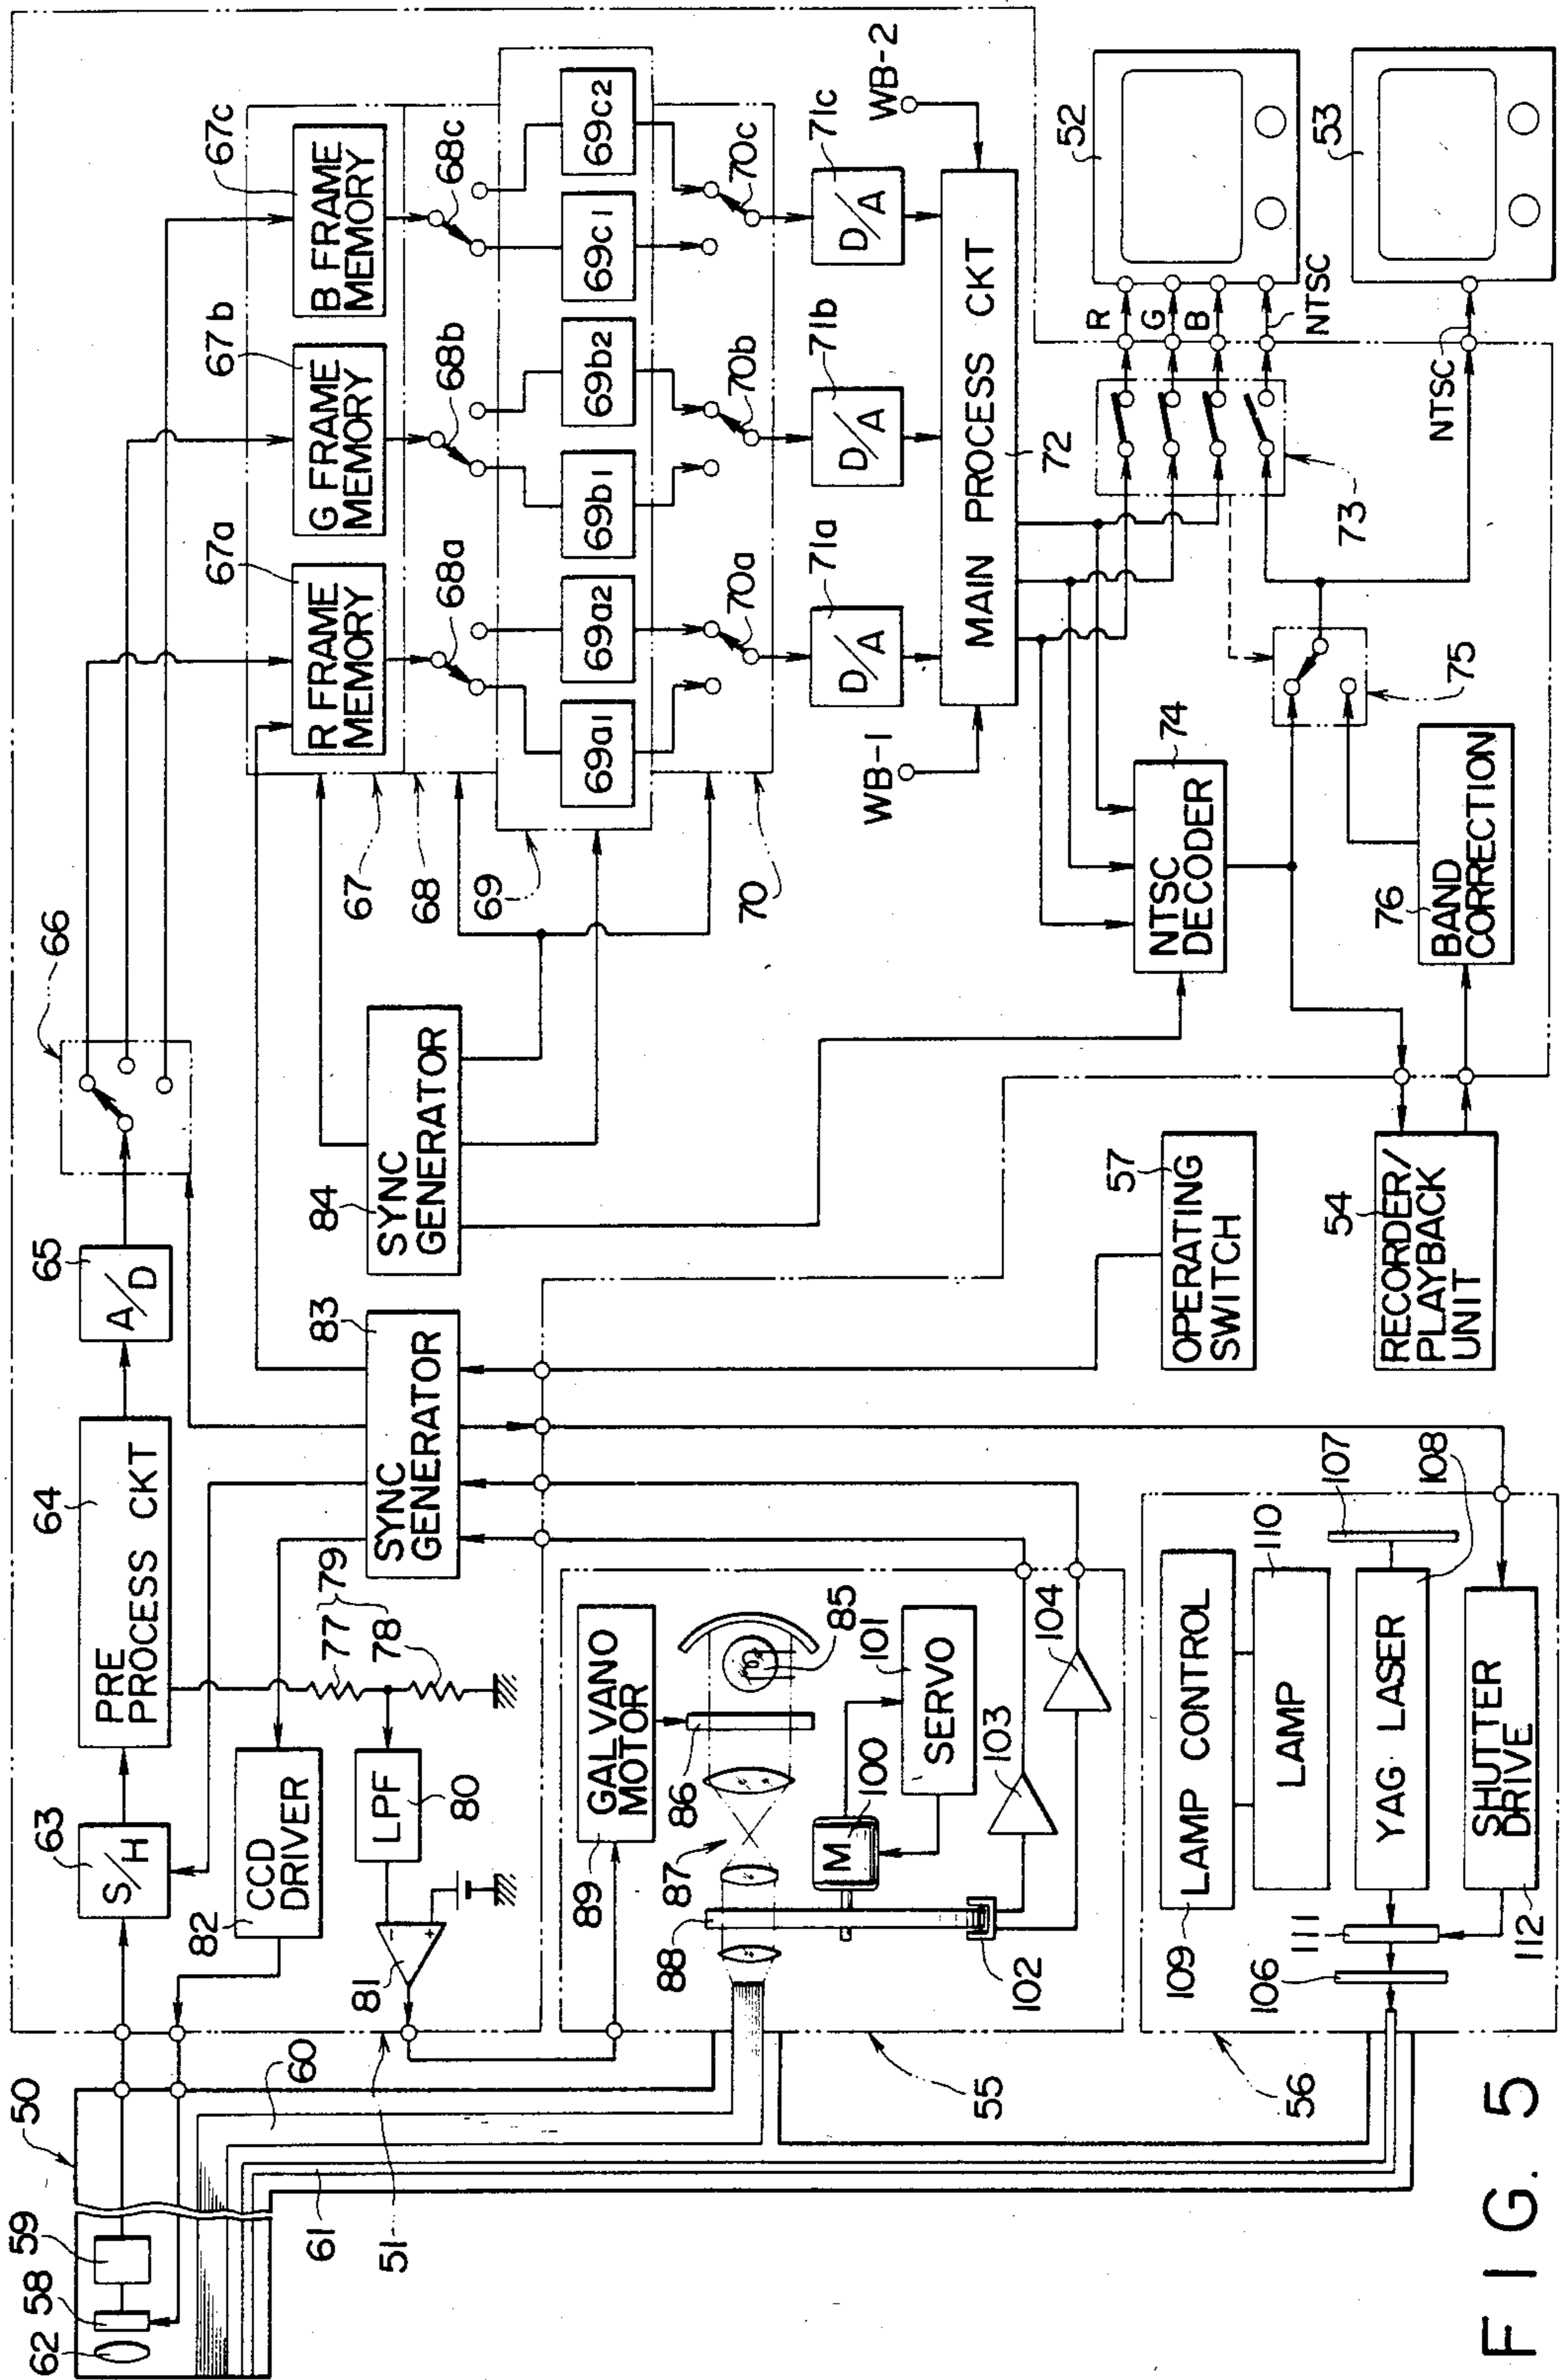 50
59
58
62
60
61
51
63
S/H
64
PRE
PROCESS CKT
65
A/D
66
82
CCD
DRIVER
77
79
78
LPF
80
81
83
SYNC
GENERATOR
84
SYNC
GENERATOR
67a
R FRAME
MEMORY
67b
G FRAME
MEMORY
67c
B FRAME
MEMORY
67
68
68a
68b
68c
69
69a1
69a2
69b1
69b2
69c1
69c2
70
70a
70b
70c
71a
D/A
71b
D/A
71c
D/A
WB-1
WB-2
MAIN PROCESS CKT
72
89
GALVANO
MOTOR
86
85
87
88
M
100
101
SERVO
102
103
104
55
57
OPERATING
SWITCH
74
NTSC
DECODER
73
75
R
G
B
NTSC
52
NTSC
53
54
RECORDER/
PLAYBACK
UNIT
76
BAND
CORRECTION
109
LAMP CONTROL
LAMP
110
107
YAG LASER
108
111
106
SHUTTER
DRIVE
112
56
FIG. 5